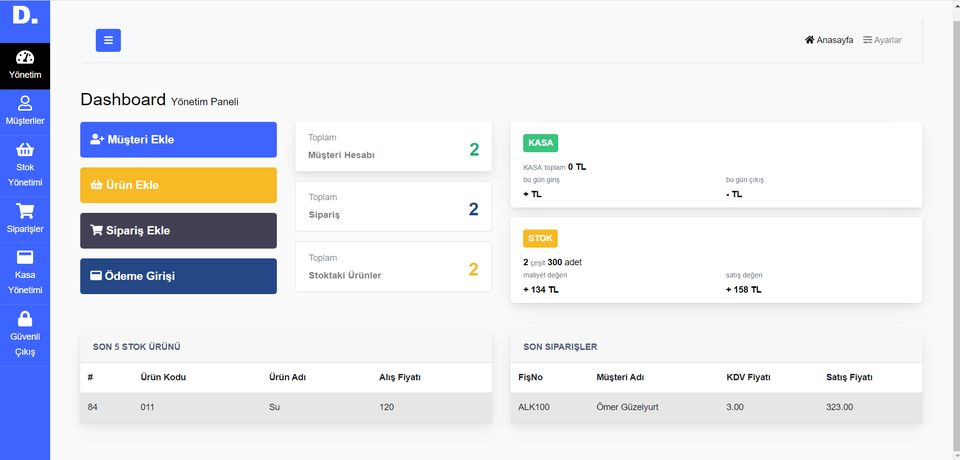 D.
Yönetim
Müşteriler
Stok
Yönetimi
Siparişler
Kasa
Yönetimi
Güvenli
Çıkış
Anasayfa Ayarlar
Dashboard Yönetim Paneli
Müşteri Ekle
Ürün Ekle
Sipariş Ekle
Ödeme Girişi
Toplam
Müşteri Hesabı 2
Toplam
Sipariş 2
Toplam
Stoktaki Ürünler 2
KASA
KASA toplam 0 TL
bu gün giriş bu gün çıkış
+ TL - TL
STOK
2 çeşit 300 adet
maliyet değeri satış değeri
+ 134 TL + 158 TL
SON 5 STOK ÜRÜNÜ
# Ürün Kodu Ürün Adı Alış Fiyatı
84 011 Su 120
SON SIPARIŞLER
FişNo Müşteri Adı KDV Fiyatı Satış Fiyatı
ALK100 Ömer Güzelyurt 3.00 323.00